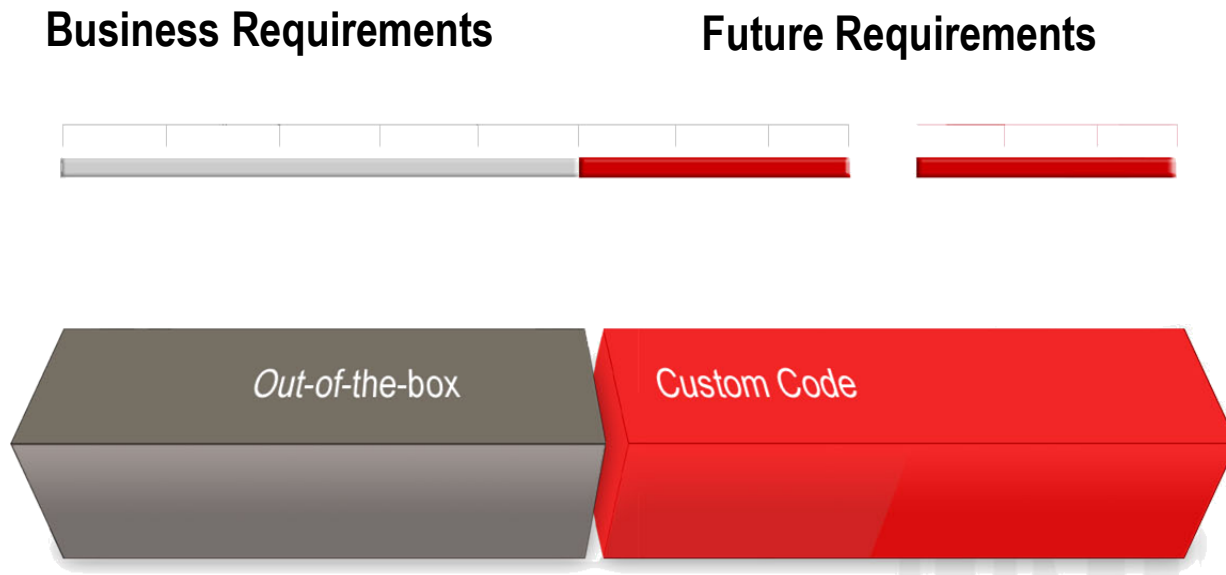 Business Requirements
Future Requirements
Out-of-the-box
Custom Code